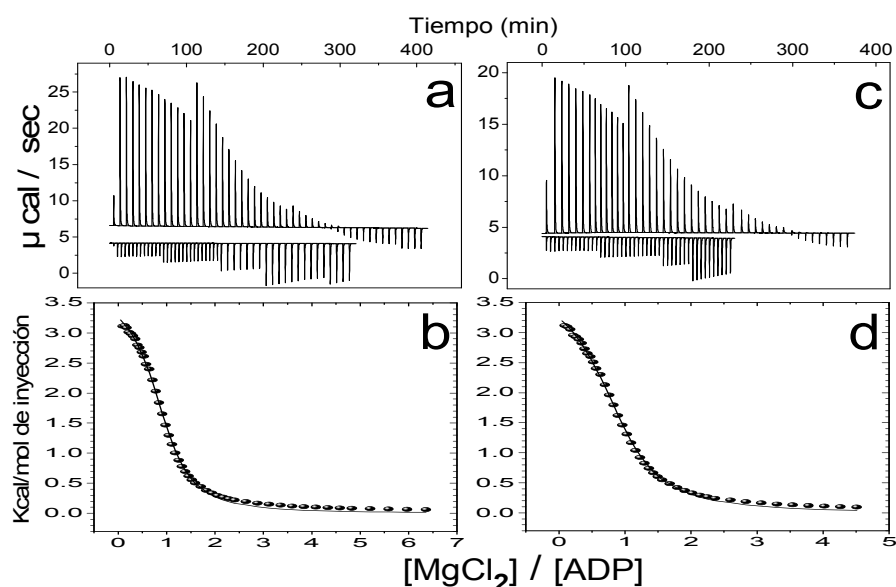 Tiempo (min)
0 100 200 300 400
0 100 200 300 400
µcal / sec
25
20
15
10
5
0
a
20
15
10
5
0
c
Kcal/mol de inyección
3.5
3.0
2.5
2.0
1.5
1.0
0.5
0.0
b
3.5
3.0
2.5
2.0
1.5
1.0
0.5
0.0
d
0 1 2 3 4 5 6 7
0 1 2 3 4 5
[MgCl2] / [ADP]